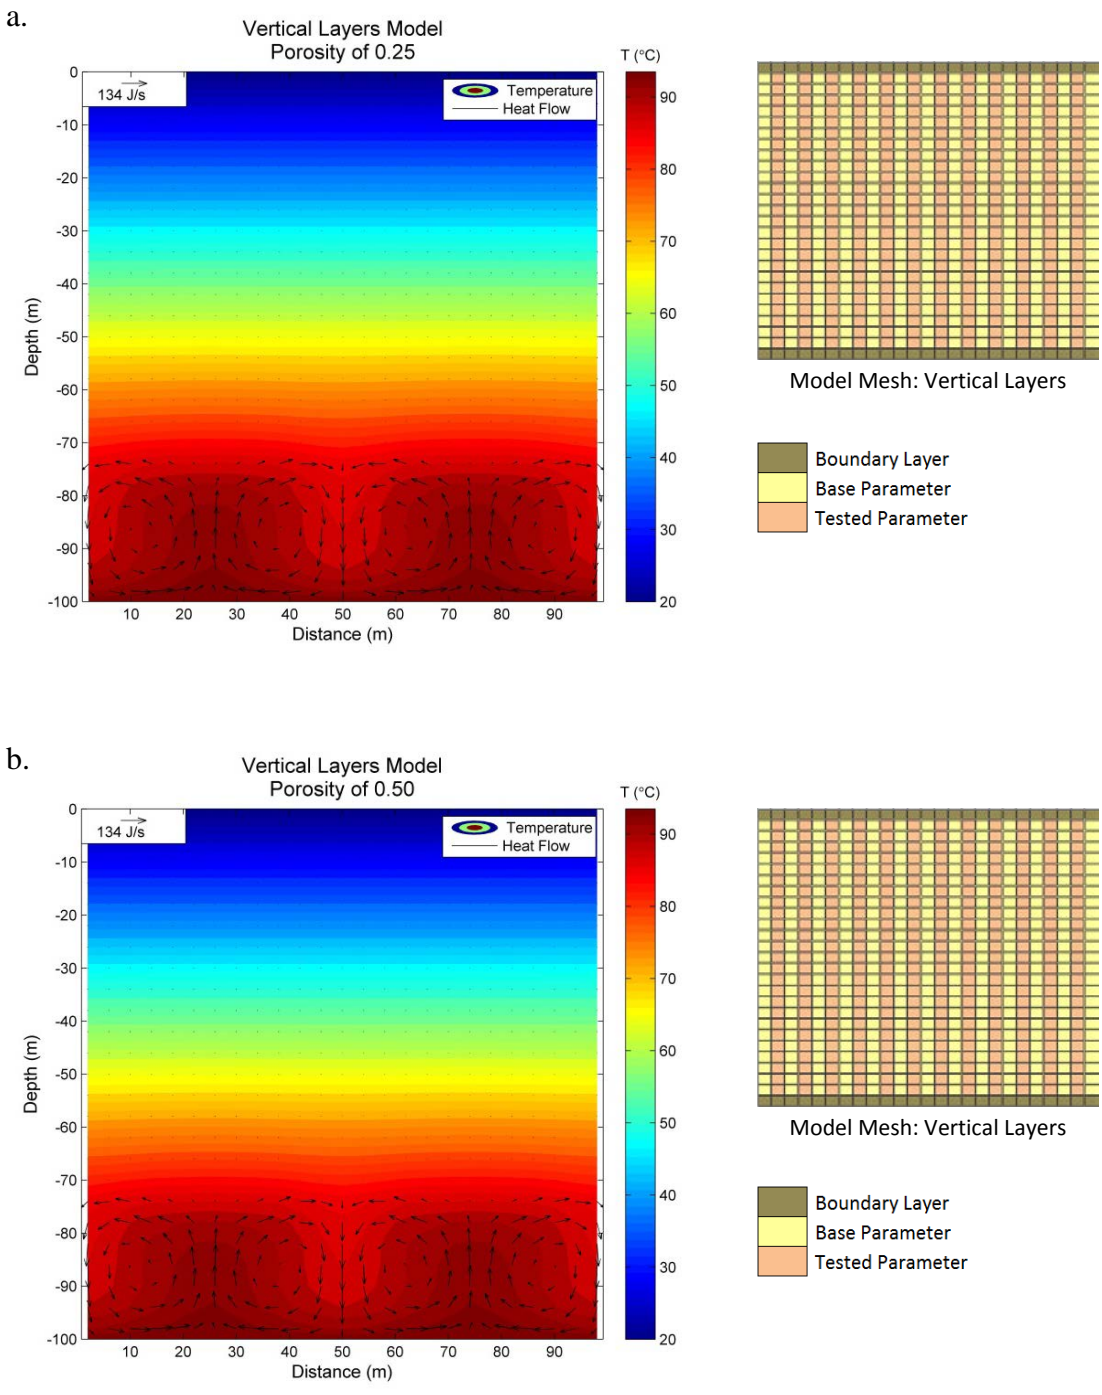 a.
Vertical Layers Model
Porosity of 0.25
T (°C)
134 J/s
Temperature
Heat Flow
0
-10
-20
-30
-40
-50
-60
-70
-80
-90
-100
Depth (m)
10 20 30 40 50 60 70 80 90
Distance (m)
90
80
70
60
50
40
30
20
Model Mesh: Vertical Layers
Boundary Layer
Base Parameter
Tested Parameter
b.
Vertical Layers Model
Porosity of 0.50
T (°C)
134 J/s
Temperature
Heat Flow
0
-10
-20
-30
-40
-50
-60
-70
-80
-90
-100
Depth (m)
10 20 30 40 50 60 70 80 90
Distance (m)
90
80
70
60
50
40
30
20
Model Mesh: Vertical Layers
Boundary Layer
Base Parameter
Tested Parameter